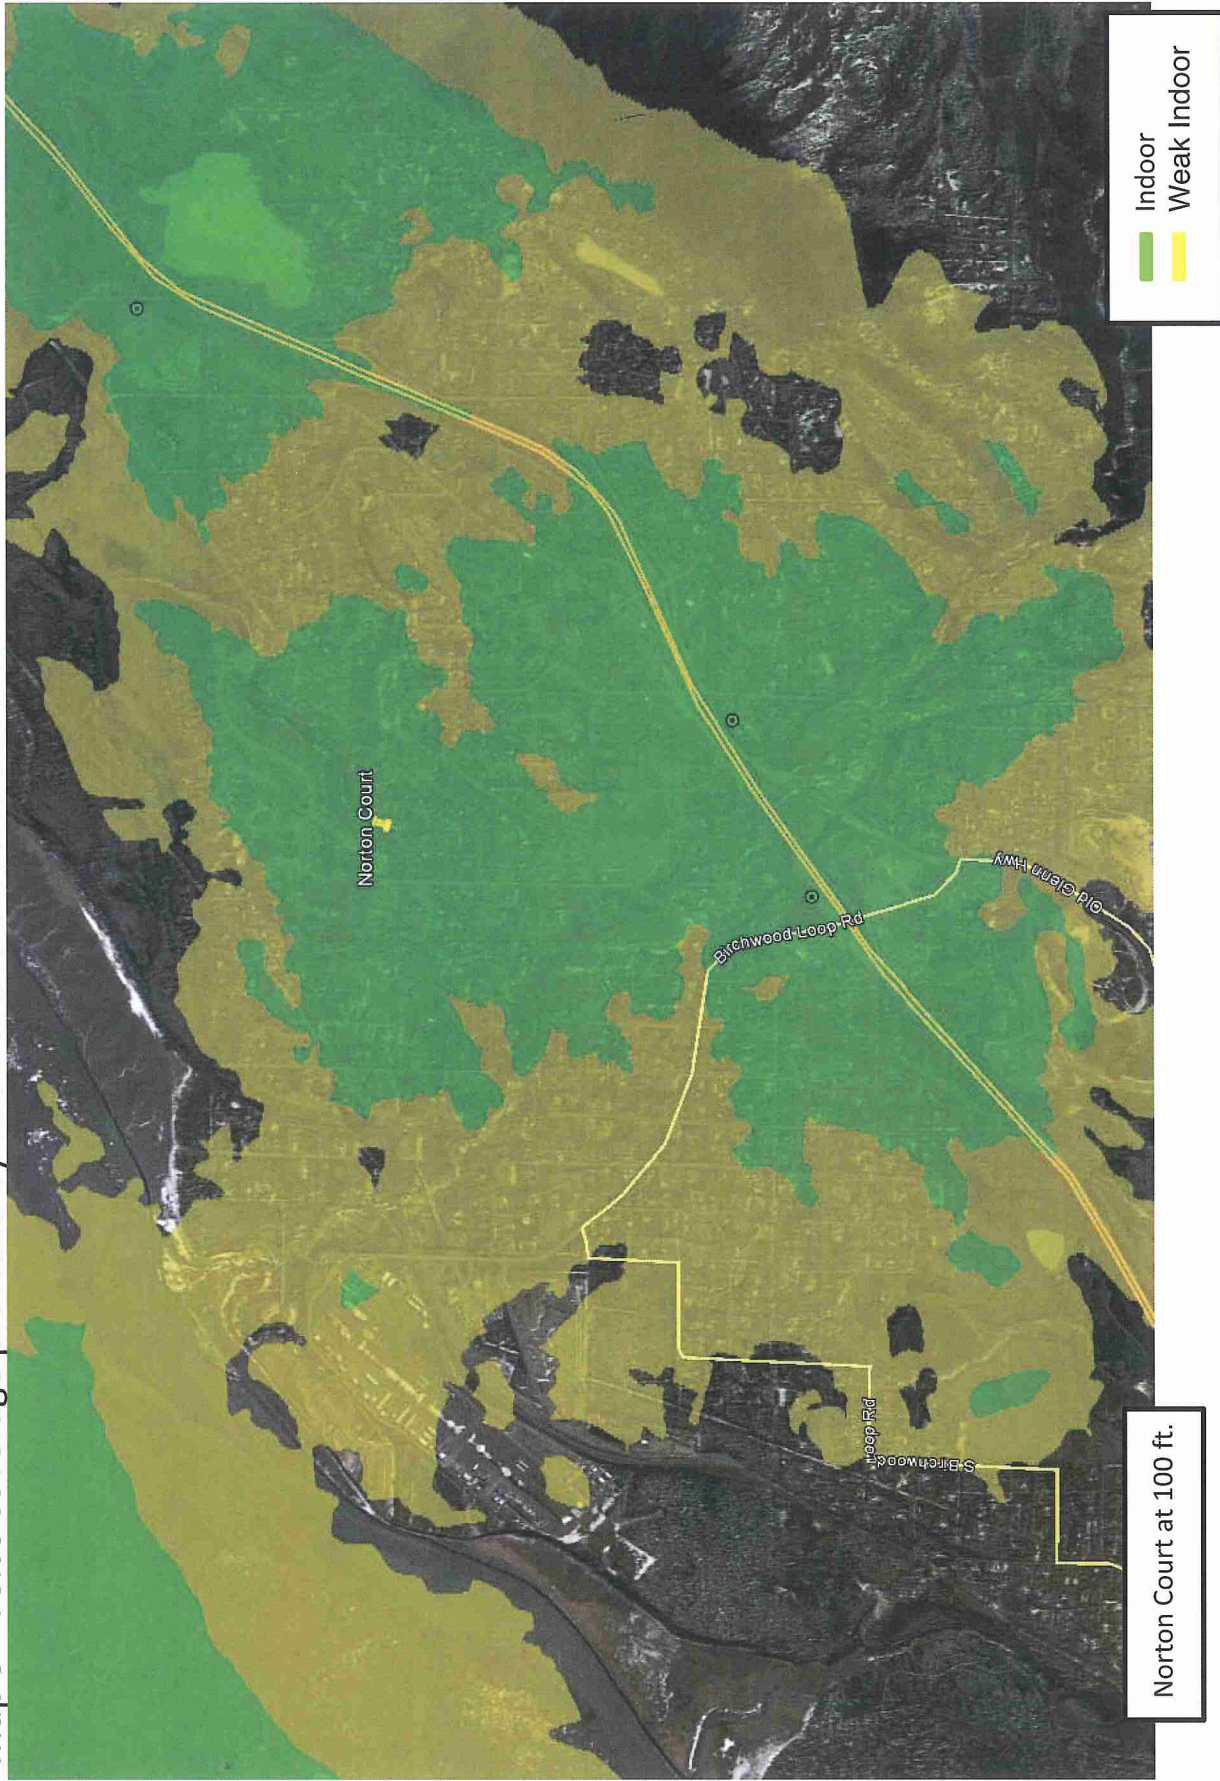 Norton Court
Birchwood Loop Rd
Old Glenn Hwy
Loop Rd
S Birchwood
Indoor
Weak Indoor
Norton Court at 100 ft.